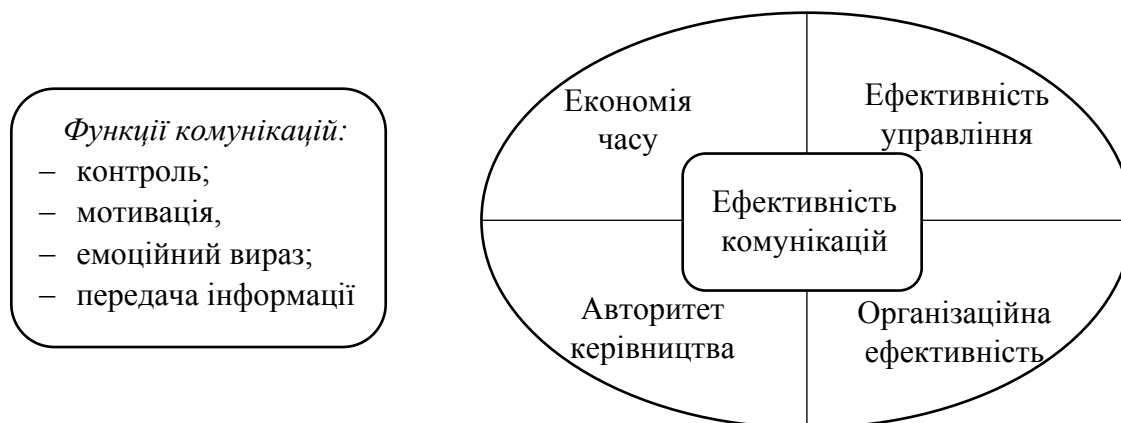 Функції комунікацій:
– контроль;
– мотивація,
– емоційний вираз;
– передача інформації
Економія
часу
Ефективність
управління
Ефективність
комунікацій
Авторитет
керівництва
Організаційна
ефективність